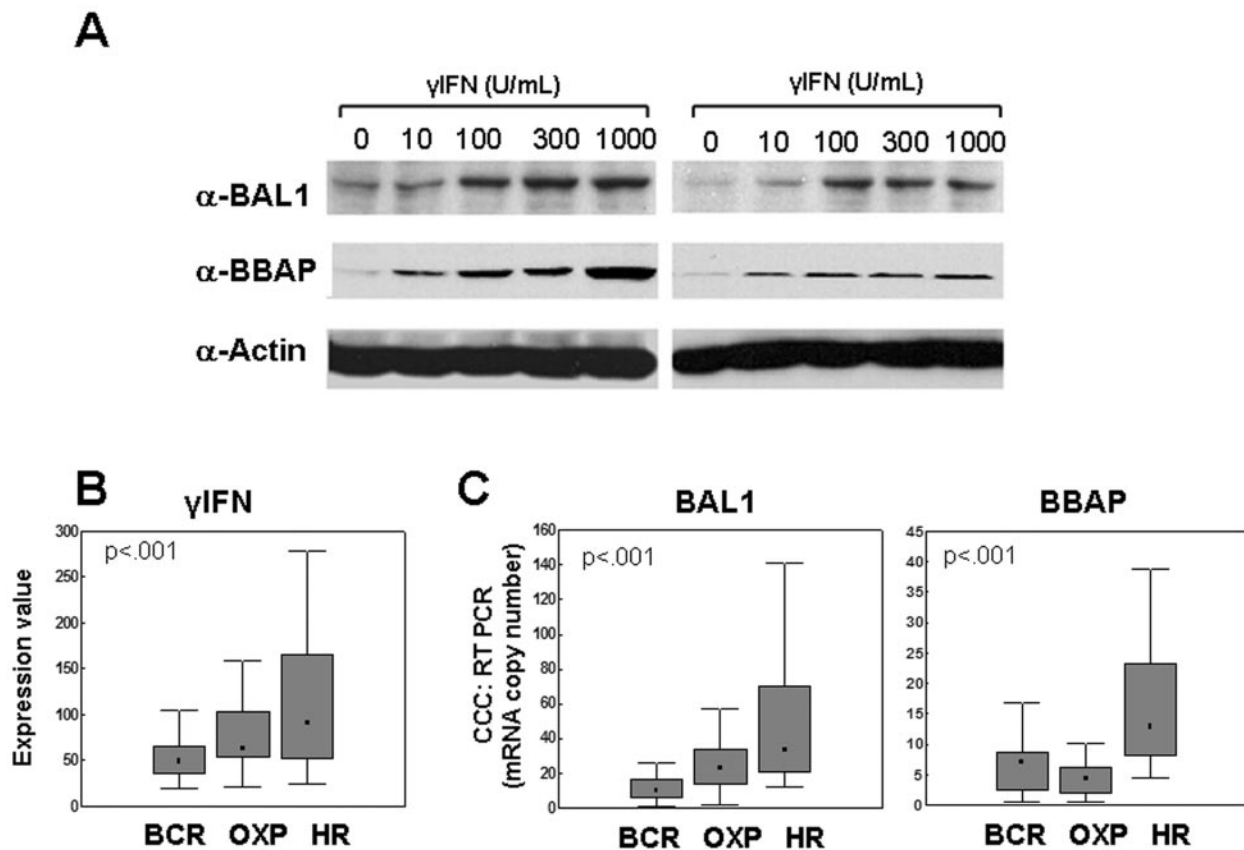 A
γIFN (U/mL) γIFN (U/mL)
0 10 100 300 1000 0 10 100 300 1000
α-BAL1
α-BBAP
α-Actin
B
γIFN
p<.001
Expression value
300
250
200
150
100
50
0
BCR OXP HR
C
BAL1
p<.001
CCC: RT PCR
(mRNA copy number)
160
140
120
100
80
60
40
20
0
BCR OXP HR
BBAP
p<.001
45
40
35
30
25
20
15
10
5
0
BCR OXP HR